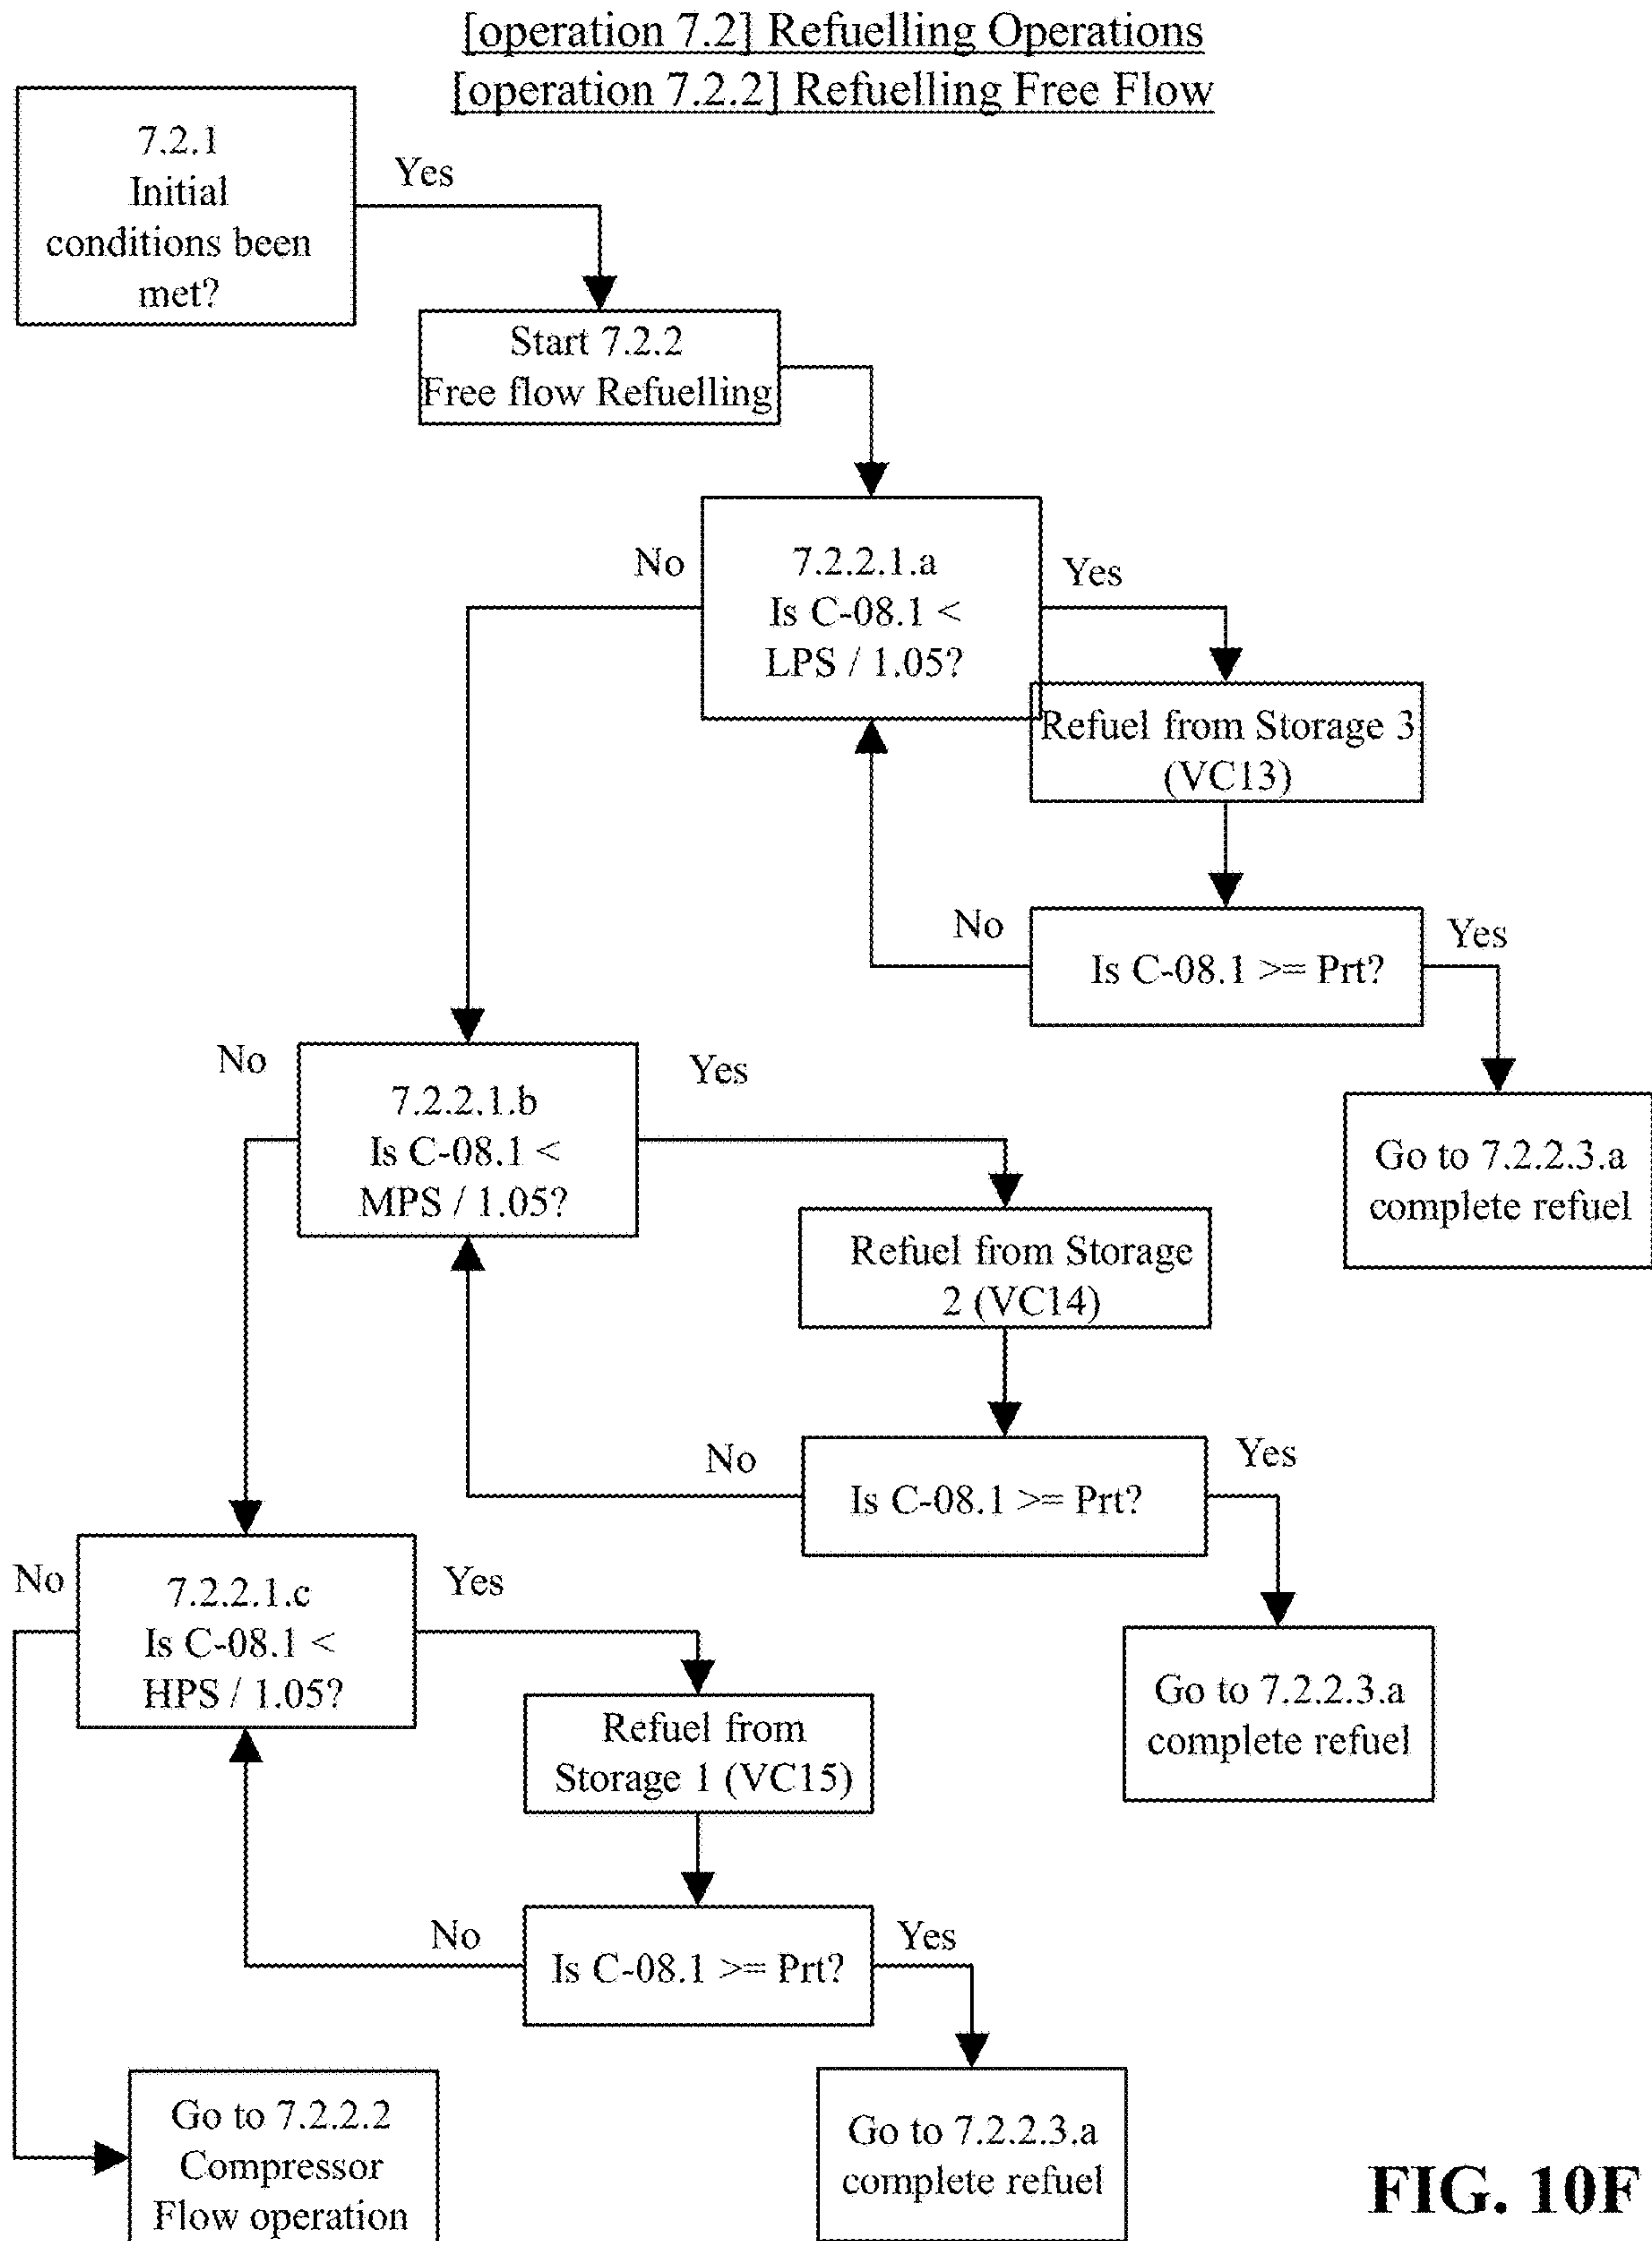 [operation 7.2] Refuelling Operations
[operation 7.2.2] Refuelling Free Flow
7.2.1
Initial
conditions been
met?
Yes
Start 7.2.2
Free flow Refuelling
No
7.2.2.1.a
Is C-08.1 <
LPS / 1.05?
Yes
Refuel from Storage 3
(VC13)
No
Is C-08.1 >= Prt?
Yes
Go to 7.2.2.3.a
complete refuel
No
7.2.2.1.b
Is C-08.1 <
MPS / 1.05?
Yes
Refuel from Storage
2 (VC14)
No
Is C-08.1 >= Prt?
Yes
Go to 7.2.2.3.a
complete refuel
No
7.2.2.1.c
Is C-08.1 <
HPS / 1.05?
Yes
Refuel from
Storage 1 (VC15)
No
Is C-08.1 >= Prt?
Yes
Go to 7.2.2.3.a
complete refuel
Go to 7.2.2.2
Compressor
Flow operation
FIG. 10F